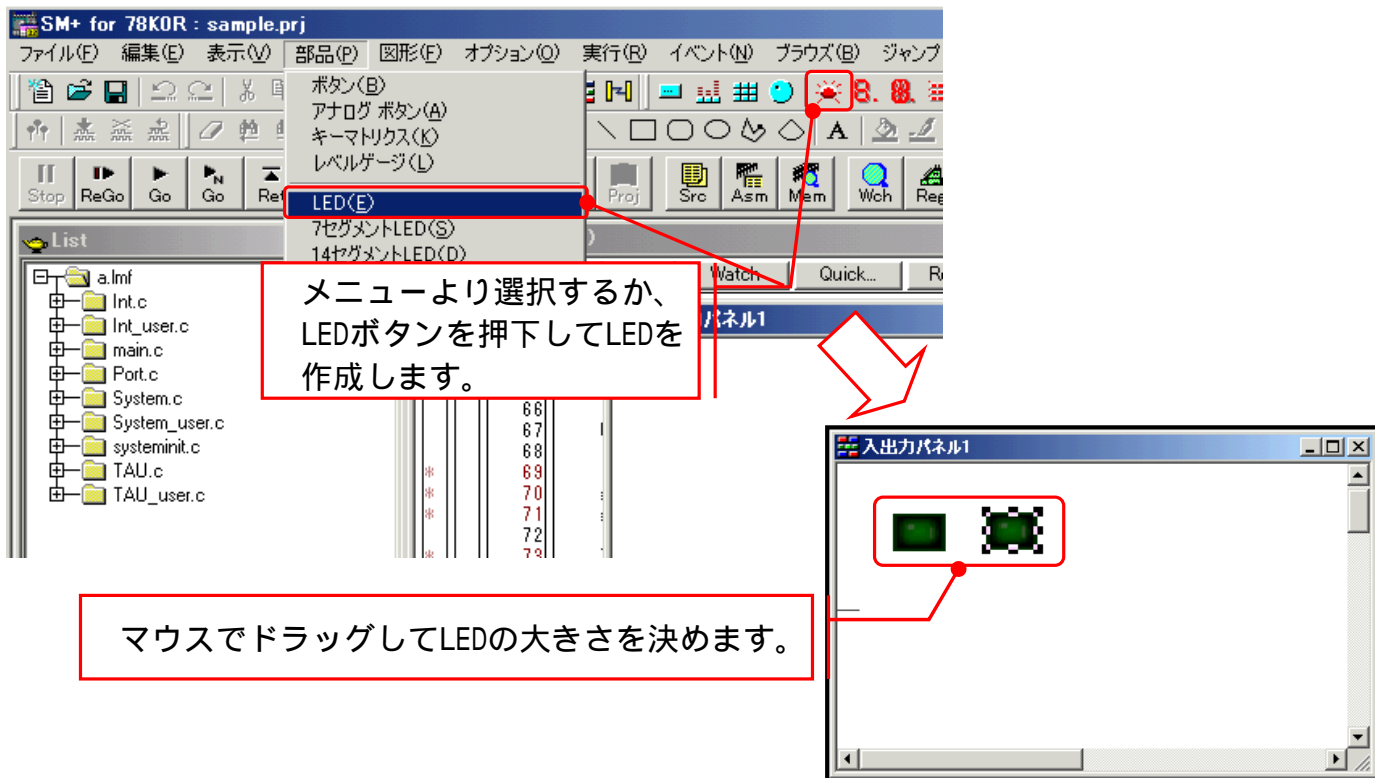 SM+ for 78K0R : sample.prj
ファイル(F) 編集(E) 表示(V) 部品(P) 図形(F) オプション(O) 実行(R) イベント(N) ブラウズ(B) ジャンプ
ボタン(B)
アナログ ボタン(A)
キーマトリクス(K)
レベルゲージ(L)
LED(E)
7セグメントLED(S)
14セグメントLED(D)
A
Stop ReGo Go Go Ret Proj Src Asm Mem Wch Reg
List
Watch Quick...
a.lmf
Int.c
Int_user.c
main.c
Port.c
System.c
System_user.c
systeminit.c
TAU.c
TAU_user.c
メニューより選択するか、
LEDボタンを押下してLEDを
作成します。
パネル1
66
67
68
* 69
* 70
* 71
72
* 73
入出力パネル1
マウスでドラッグしてLEDの大きさを決めます。